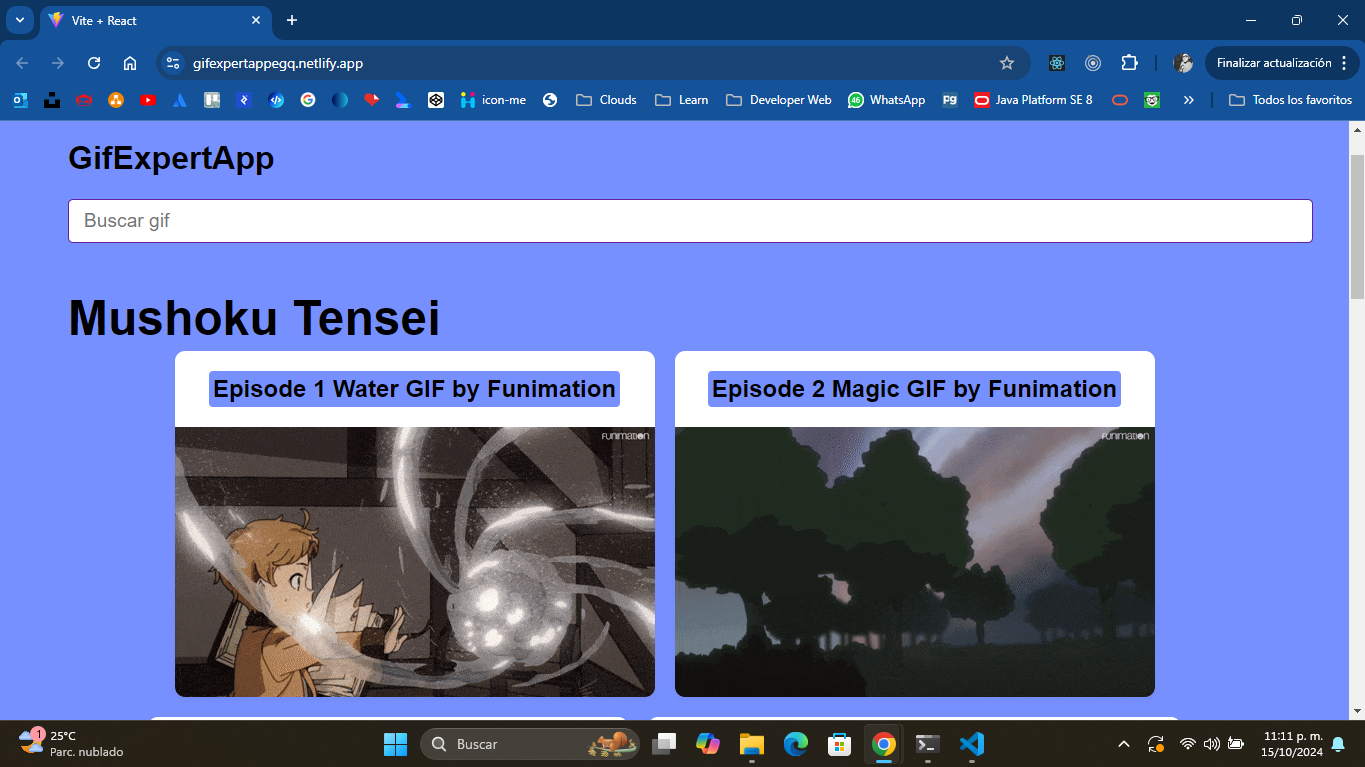 Vite + React
gifexpertappegq.netlify.app
Finalizar actualización
icon-me
Clouds
Learn
Developer Web
46
WhatsApp
pg
Java Platform SE 8
Todos los favoritos
GifExpertApp
Buscar gif
Mushoku Tensei
Episode 1 Water GIF by Funimation
Episode 2 Magic GIF by Funimation
FUNIMATION
FUNIMATION
1
25°C
Parc. nublado
Buscar
11:11 p. m.
15/10/2024